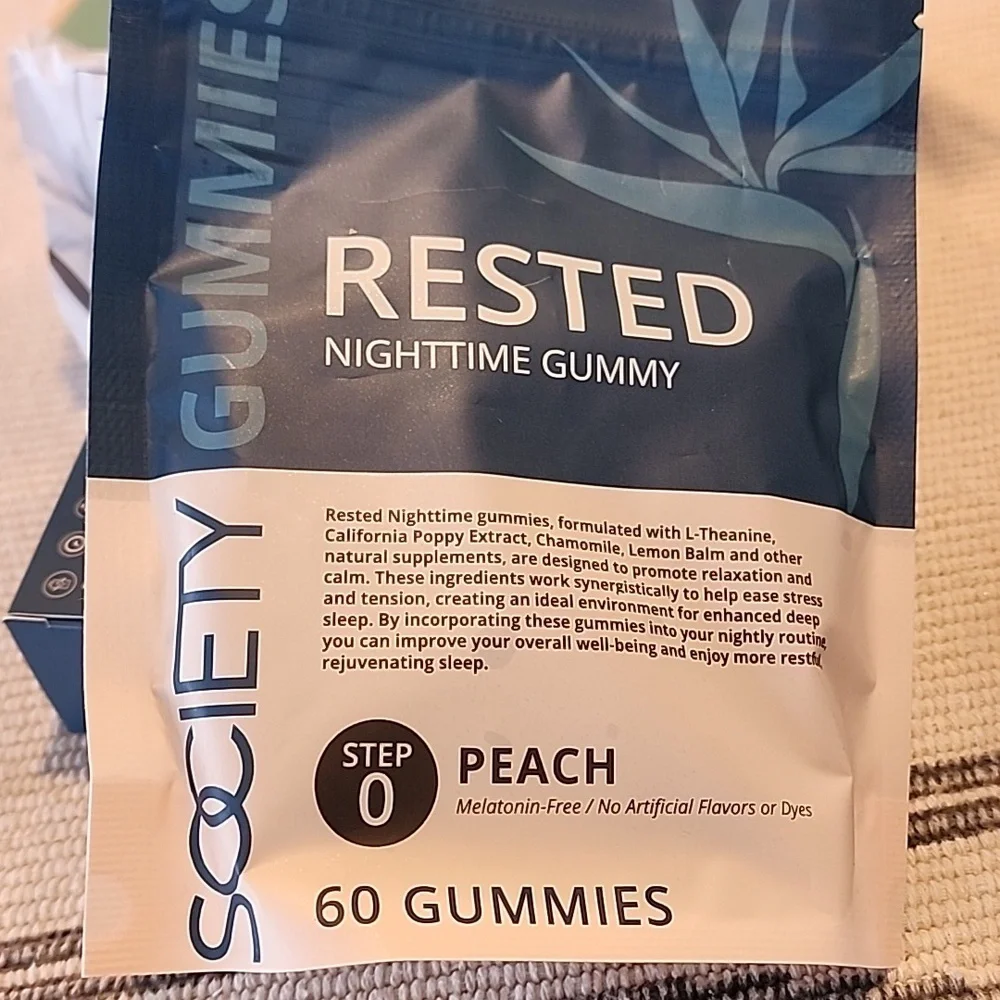 SOCIETY GUMMIES
RESTED
NIGHTTIME GUMMY
Rested Nighttime gummies, formulated with L-Theanine,
California Poppy Extract, Chamomile, Lemon Balm and other
natural supplements, are designed to promote relaxation and
calm. These ingredients work synergistically to help ease stress
and tension, creating an ideal environment for enhanced deep
sleep. By incorporating these gummies into your nightly routine,
you can improve your overall well-being and enjoy more restful,
rejuvenating sleep.
STEP
0
PEACH
Melatonin-Free / No Artificial Flavors or Dyes
60 GUMMIES